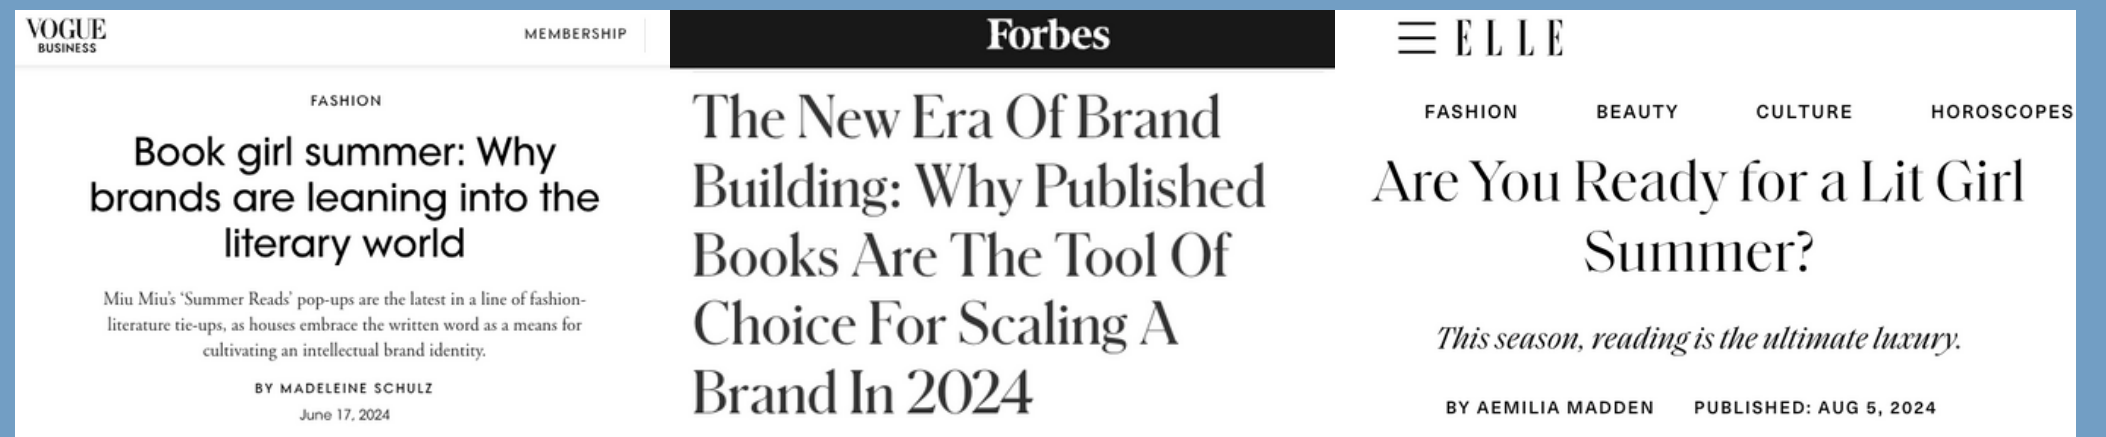 VOGUE
BUSINESS
MEMBERSHIP
FASHION
Book girl summer: Why
brands are leaning into the
literary world
Miu Miu's 'Summer Reads' pop-ups are the latest in a line of fashion-
literature tie-ups, as houses embrace the written word as a means for
cultivating an intellectual brand identity.
BY MADELEINE SCHULZ
June 17, 2024
Forbes
The New Era Of Brand
Building: Why Published
Books Are The Tool Of
Choice For Scaling A
Brand In 2024
ELLE
FASHION BEAUTY CULTURE HOROSCOPES
Are You Ready for a Lit Girl
Summer?
This season, reading is the ultimate luxury.
BY AEMILIA MADDEN PUBLISHED: AUG 5, 2024